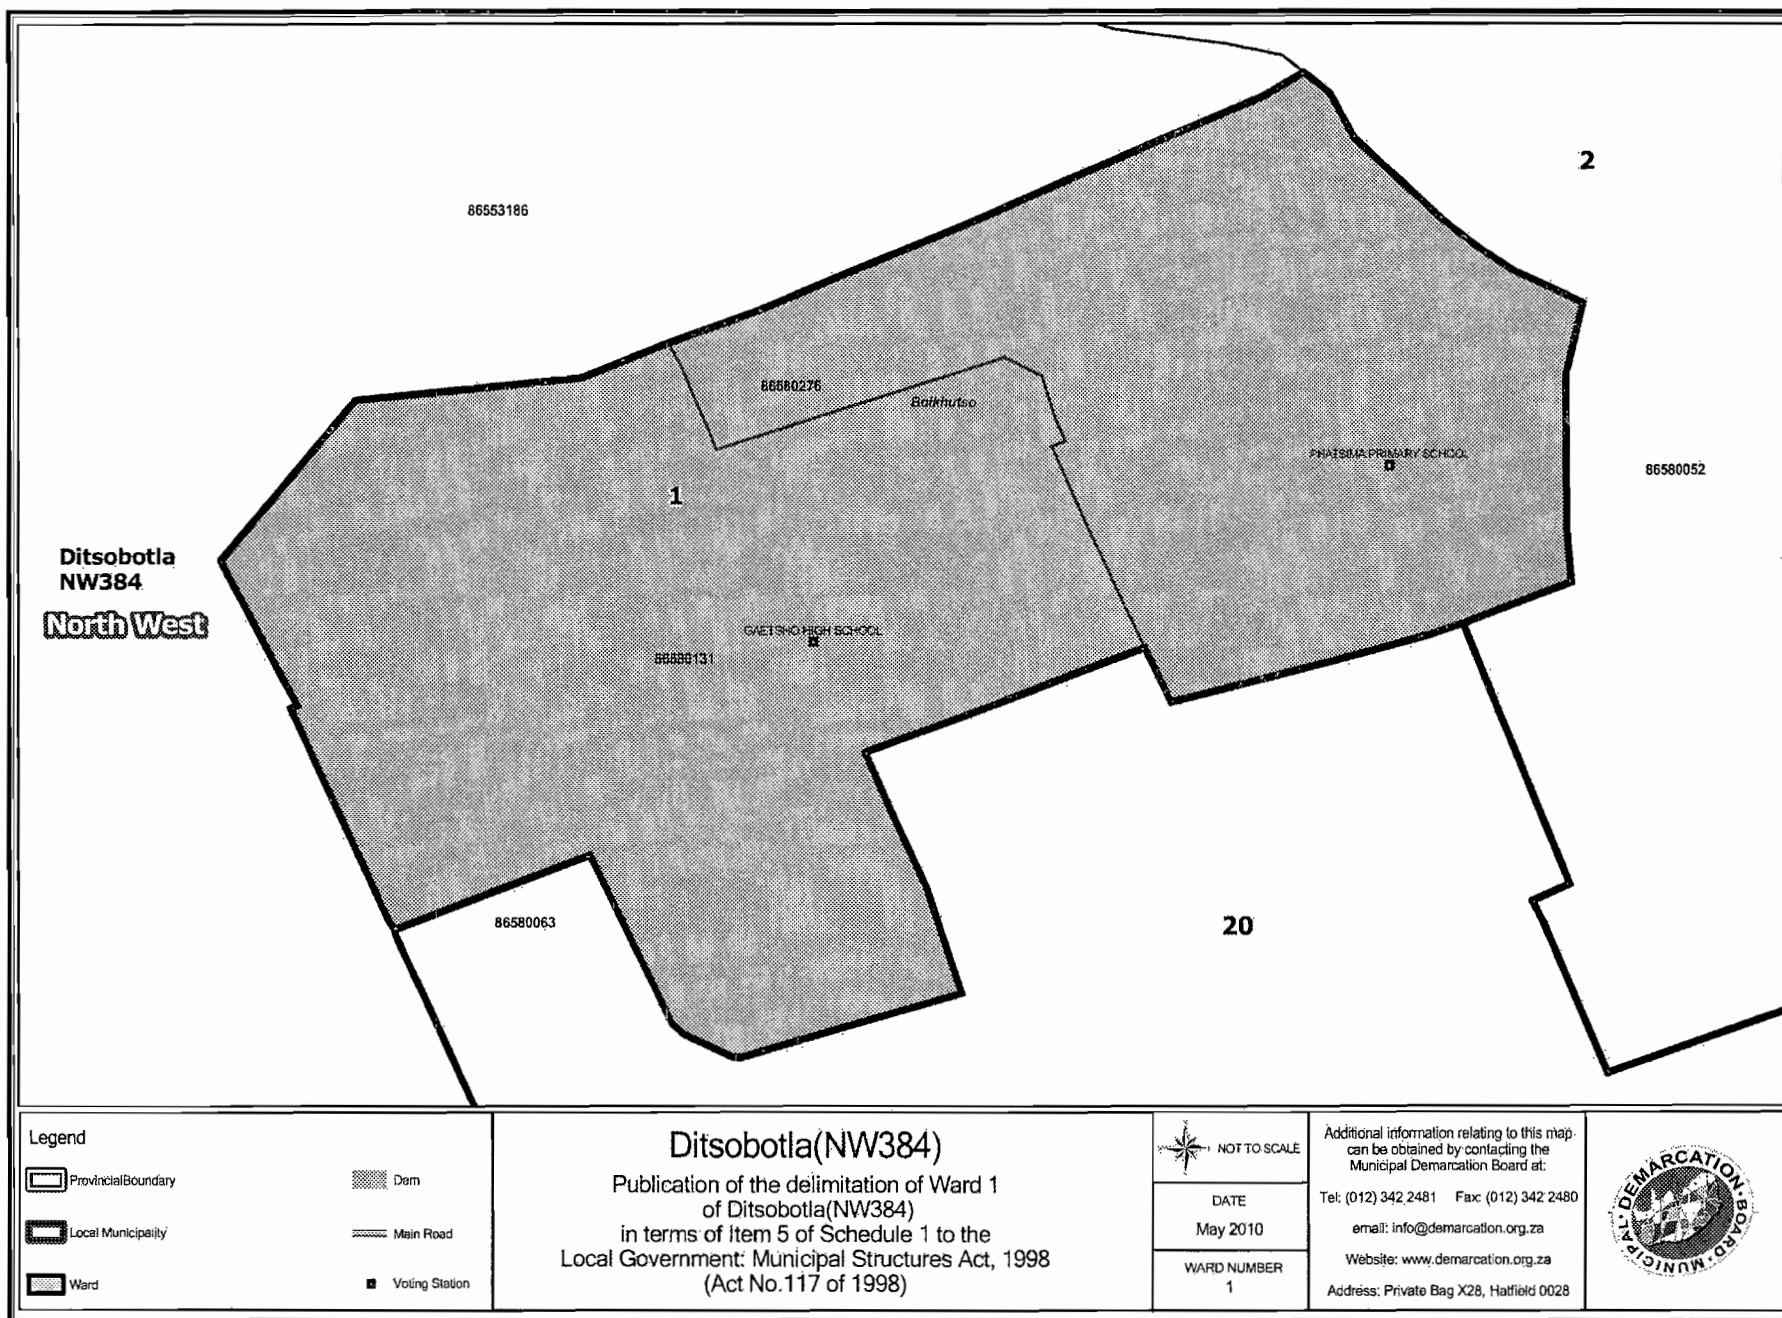 2
86553186
86580276
Boikhutso
PHATSIMA PRIMARY SCHOOL
86580052
1
Ditsobotla
NW384
North West
GAETSHO HIGH SCHOOL
86580131
86580063
20
Legend
ProvincialBoundary
Dam
Local Municipality
Main Road
Ward
Voting Station
Ditsobotla(NW384)
Publication of the delimitation of Ward 1
of Ditsobotla(NW384)
in terms of Item 5 of Schedule 1 to the
Local Government: Municipal Structures Act, 1998
(Act No.117 of 1998)
NOT TO SCALE
DATE
May 2010
WARD NUMBER
1
Additional information relating to this map
can be obtained by contacting the
Municipal Demarcation Board at:
Tel: (012) 342 2481 Fax: (012) 342 2480
email: info@demarcation.org.za
Website: www.demarcation.org.za
Address: Private Bag X28, Hatfield 0028
MUNICIPAL DEMARCATION BOARD